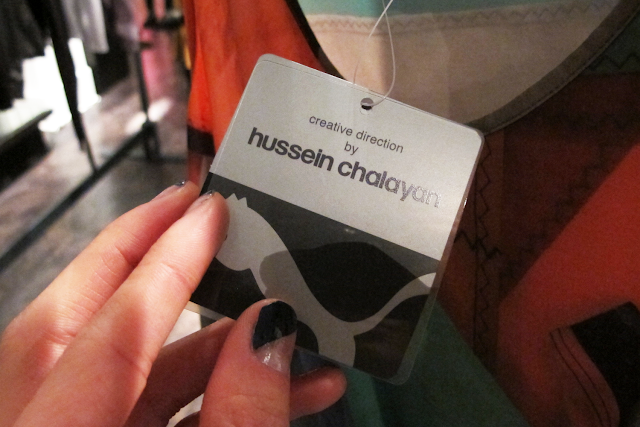 creative direction
by
hussein chalayan